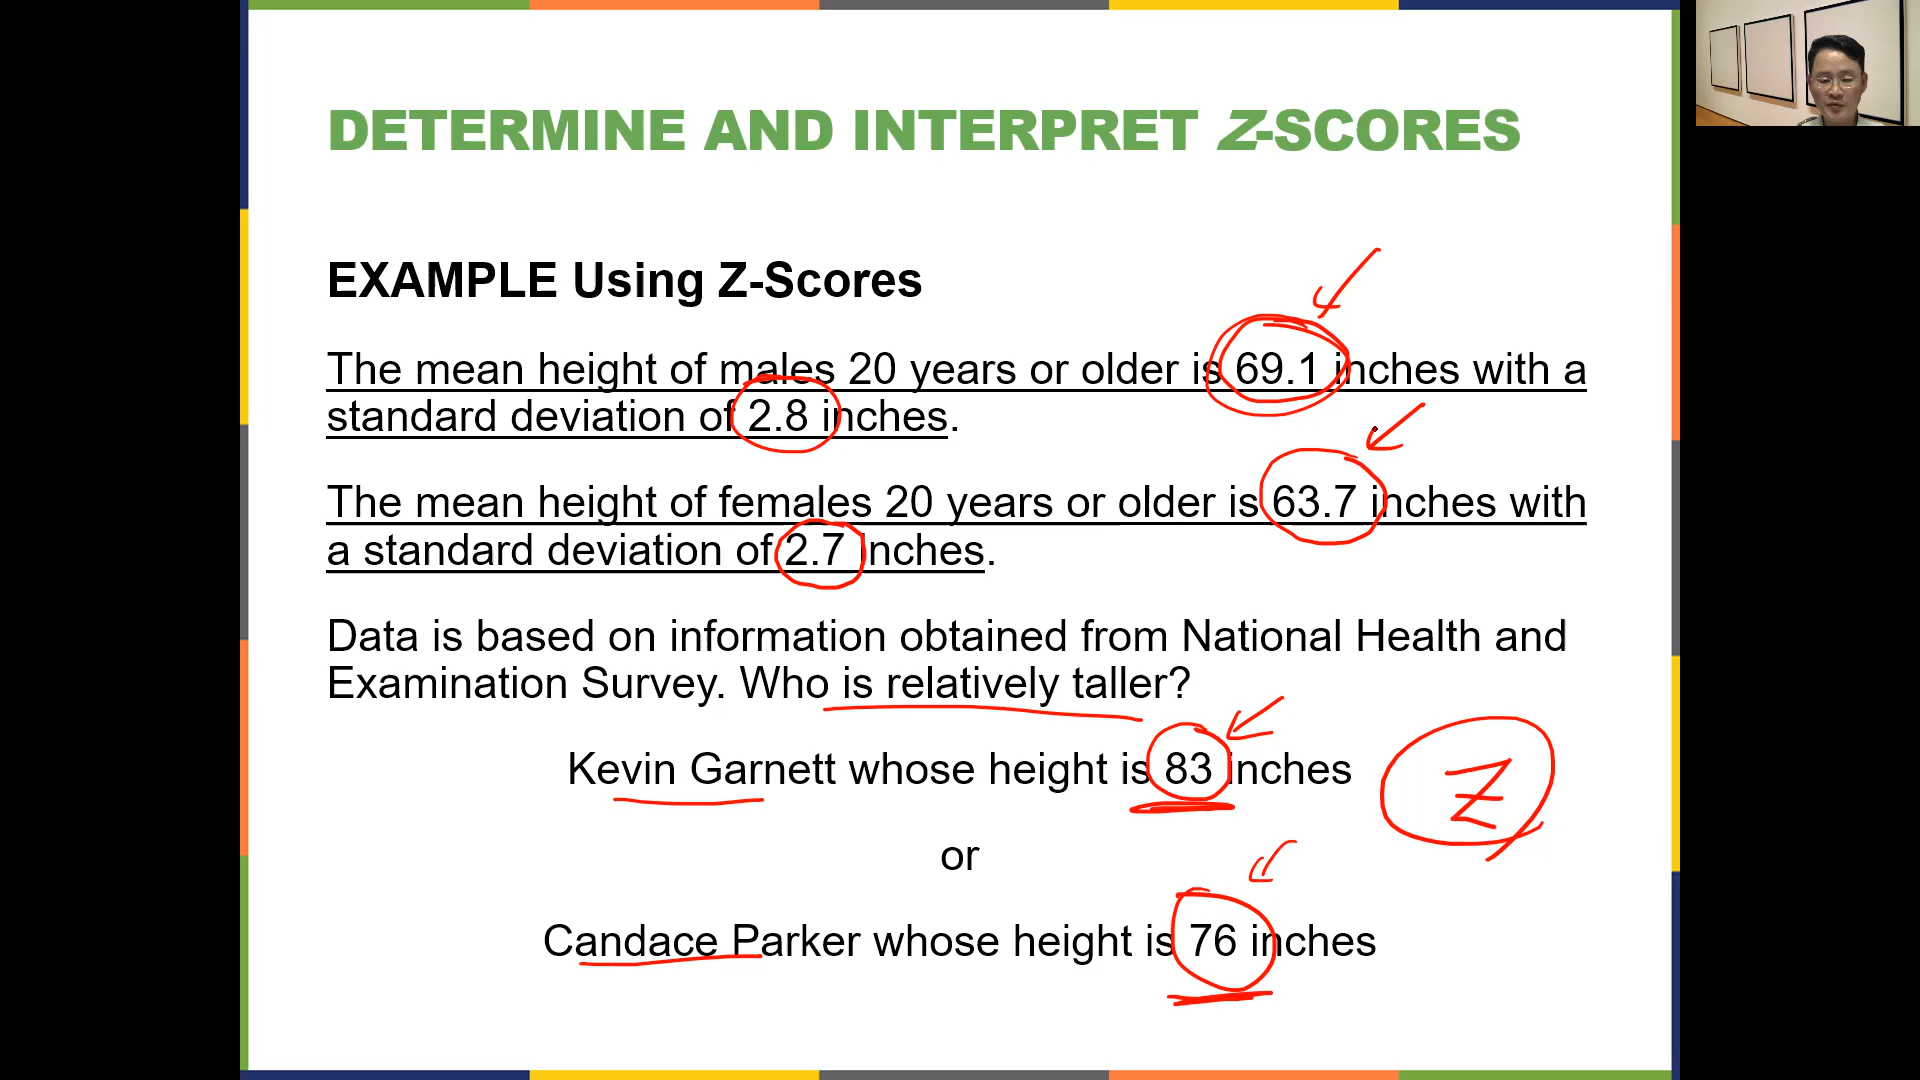 DETERMINE AND INTERPRET Z-SCORES
EXAMPLE Using Z-Scores
The mean height of males 20 years or older is 69.1 inches with a
standard deviation of 2.8 inches.
The mean height of females 20 years or older is 63.7 inches with
a standard deviation of 2.7 inches.
Data is based on information obtained from National Health and
Examination Survey. Who is relatively taller?
Kevin Garnett whose height is 83 inches
Z
or
Candace Parker whose height is 76 inches